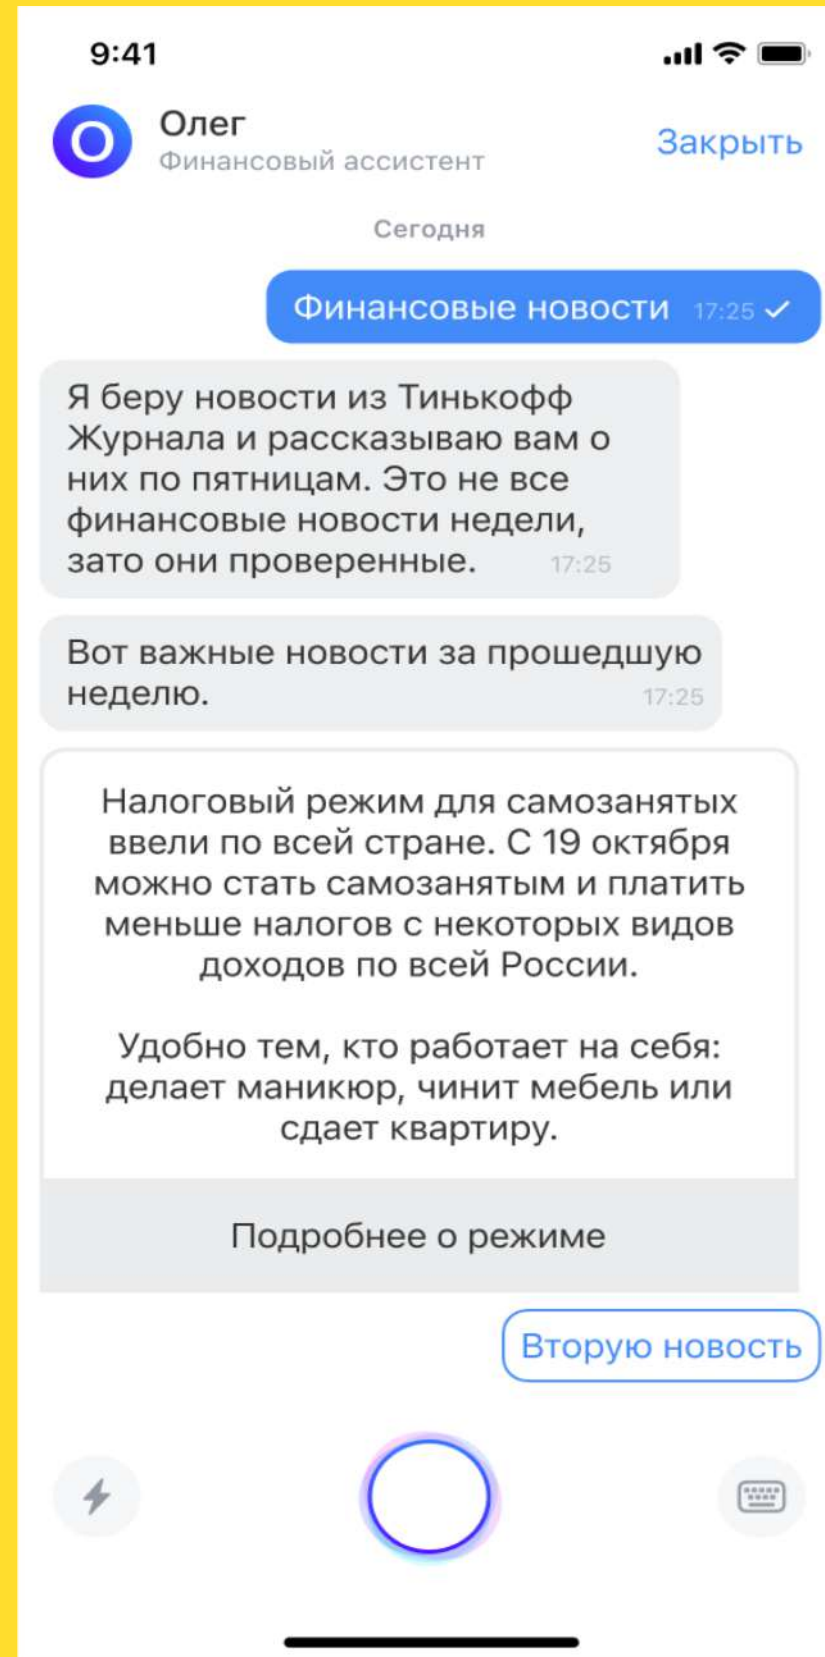 9:41
О
Олег
Финансовый ассистент
Закрыть
Сегодня
Финансовые новости 17:25
Я беру новости из Тинькофф
Журнала и рассказываю вам о
них по пятницам. Это не все
финансовые новости недели,
зато они проверенные. 17:25
Вот важные новости за прошедшую
неделю. 17:25
Налоговый режим для самозанятых
ввели по всей стране. С 19 октября
можно стать самозанятым и платить
меньше налогов с некоторых видов
доходов по всей России.
Удобно тем, кто работает на себя:
делает маникюр, чинит мебель или
сдает квартиру.
Подробнее о режиме
Вторую новость